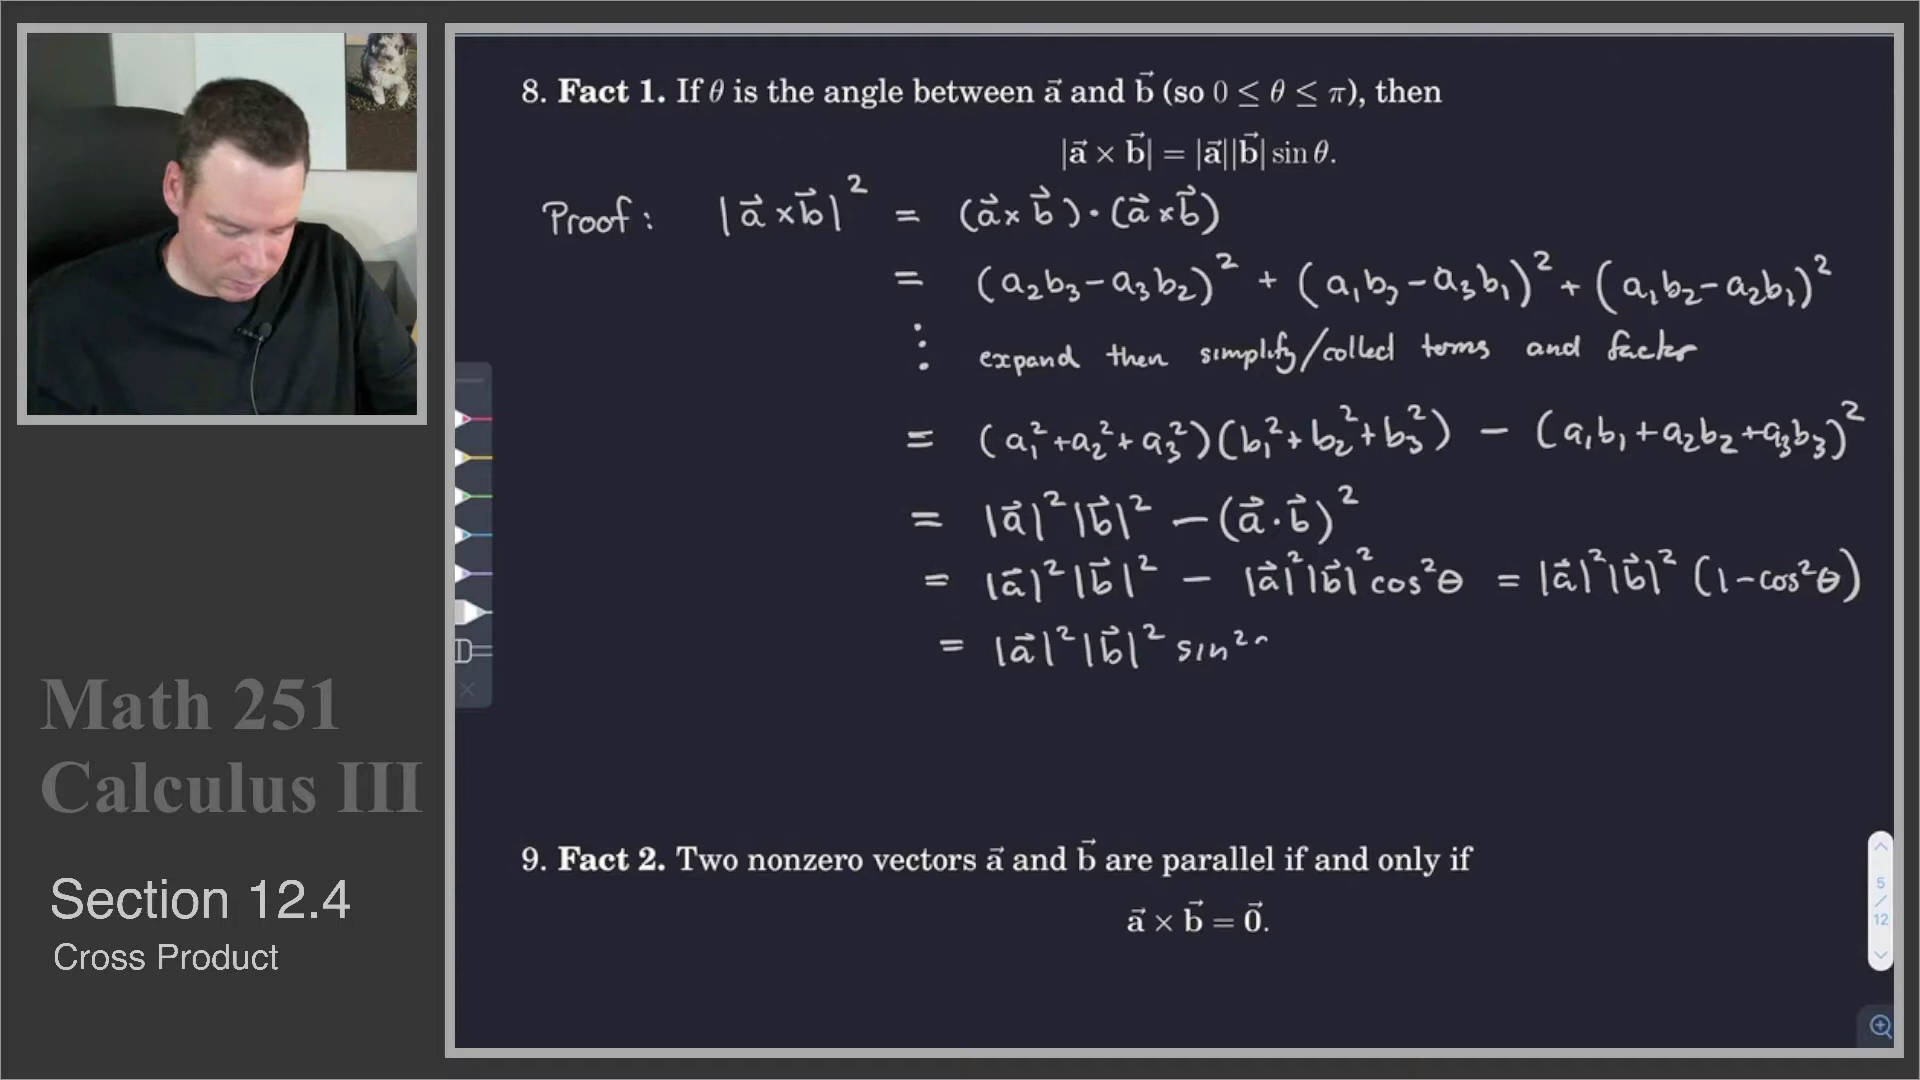 8. Fact 1. If θ is the angle between a⃗ and b⃗ (so 0 ≤ θ ≤ π), then
|a⃗ × b⃗| = |a⃗||b⃗| sin θ.
Proof: |a⃗ × b⃗|² = (a⃗ × b⃗) · (a⃗ × b⃗)
= (a₂b₃ - a₃b₂)² + (a₁b₃ - a₃b₁)² + (a₁b₂ - a₂b₁)²
⋮ expand then simplify/collect terms and factor
= (a₁² + a₂² + a₃²)(b₁² + b₂² + b₃²) − (a₁b₁ + a₂b₂ + a₃b₃)²
= |a⃗|²|b⃗|² − (a⃗ · b⃗)²
= |a⃗|²|b⃗|² − |a⃗|²|b⃗|² cos²θ = |a⃗|²|b⃗|² (1 − cos²θ)
= |a⃗|²|b⃗|² sin²
9. Fact 2. Two nonzero vectors a⃗ and b⃗ are parallel if and only if
a⃗ × b⃗ = 0⃗.
Math 251
Calculus III
Section 12.4
Cross Product
5
/
12